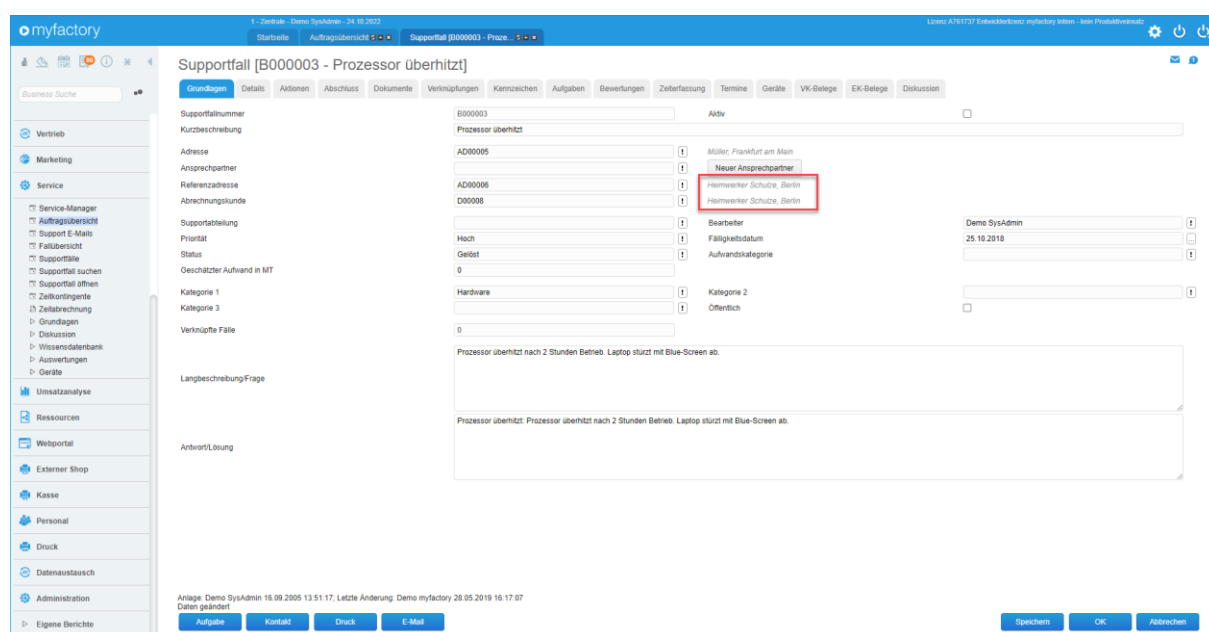 myfactory
1 - Zentrale - Demo SysAdmin - 24.10.2022
Lizenz A761737 Entwicklerlizenz myfactory Intern - kein Produktiveinsatz
Startseite
Auftragsübersicht
Supportfall [B000003 - Proze...
Supportfall [B000003 - Prozessor überhitzt]
Business Suche
Grundlagen Details Aktionen Abschluss Dokumente Verknüpfungen Kennzeichen Aufgaben Bewertungen Zeiterfassung Termine Geräte VK-Belege EK-Belege Diskussion
Vertrieb
Marketing
Service
Service-Manager
Auftragsübersicht
Support E-Mails
Fallübersicht
Supportfälle
Supportfall suchen
Supportfall öffnen
Zeitkontingente
Zeitabrechnung
Grundlagen
Diskussion
Wissensdatenbank
Auswertungen
Geräte
Umsatzanalyse
Ressourcen
Webportal
Externer Shop
Kasse
Personal
Druck
Datenaustausch
Administration
Eigene Berichte
Supportfallnummer B000003 Aktiv
Kurzbeschreibung Prozessor überhitzt
Adresse AD00005 Müller, Frankfurt am Main
Ansprechpartner Neuer Ansprechpartner
Referenzadresse AD00006 Heimwerker Schulze, Berlin
Abrechnungskunde D00008 Heimwerker Schulze, Berlin
Supportabteilung Bearbeiter Demo SysAdmin
Priorität Hoch Fälligkeitsdatum 25.10.2018
Status Gelöst Aufwandskategorie
Geschätzter Aufwand in MT 0
Kategorie 1 Hardware Kategorie 2
Kategorie 3 Öffentlich
Verknüpfte Fälle 0
Langbeschreibung/Frage Prozessor überhitzt nach 2 Stunden Betrieb. Laptop stürzt mit Blue-Screen ab.
Antwort/Lösung Prozessor überhitzt: Prozessor überhitzt nach 2 Stunden Betrieb. Laptop stürzt mit Blue-Screen ab.
Anlage: Demo SysAdmin 16.09.2005 13:51:17; Letzte Änderung: Demo myfactory 28.05.2019 16:17:07
Daten geändert
Aufgabe Kontakt Druck E-Mail Speichern OK Abbrechen